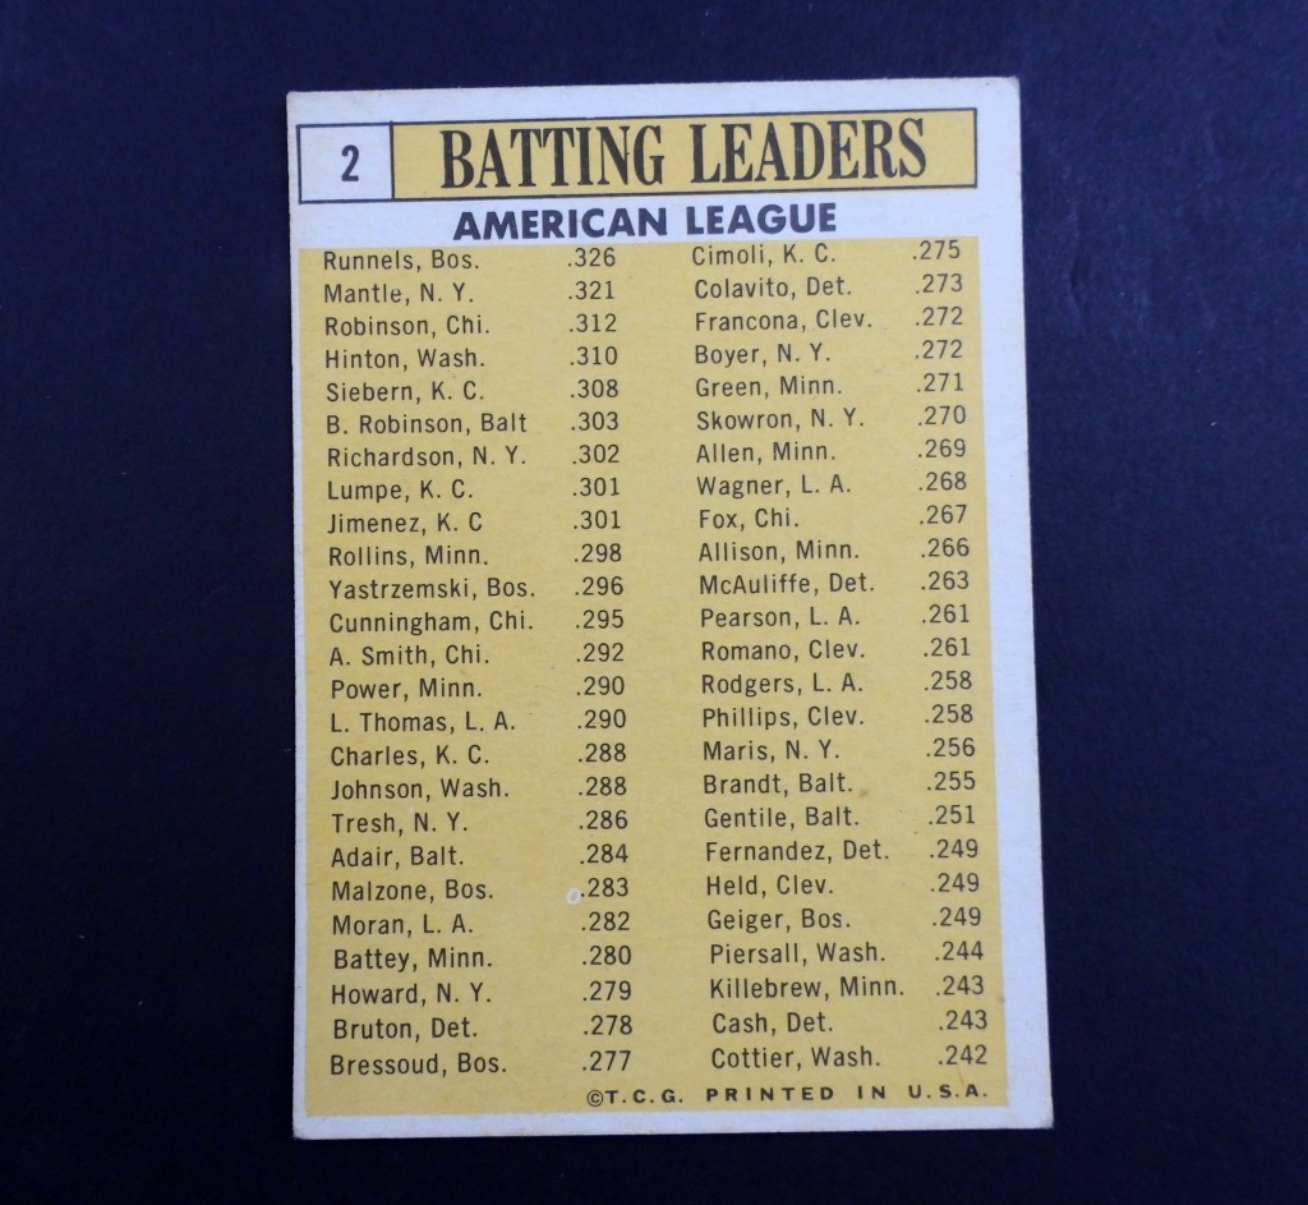 2 BATTING LEADERS
AMERICAN LEAGUE
Runnels, Bos. .326
Mantle, N. Y. .321
Robinson, Chi. .312
Hinton, Wash. .310
Siebern, K. C. .308
B. Robinson, Balt .303
Richardson, N. Y. .302
Lumpe, K. C. .301
Jimenez, K. C .301
Rollins, Minn. .298
Yastrzemski, Bos. .296
Cunningham, Chi. .295
A. Smith, Chi. .292
Power, Minn. .290
L. Thomas, L. A. .290
Charles, K. C. .288
Johnson, Wash. .288
Tresh, N. Y. .286
Adair, Balt. .284
Malzone, Bos. .283
Moran, L. A. .282
Battey, Minn. .280
Howard, N. Y. .279
Bruton, Det. .278
Bressoud, Bos. .277
Cimoli, K. C. .275
Colavito, Det. .273
Francona, Clev. .272
Boyer, N. Y. .272
Green, Minn. .271
Skowron, N. Y. .270
Allen, Minn. .269
Wagner, L. A. .268
Fox, Chi. .267
Allison, Minn. .266
McAuliffe, Det. .263
Pearson, L. A. .261
Romano, Clev. .261
Rodgers, L. A. .258
Phillips, Clev. .258
Maris, N. Y. .256
Brandt, Balt. .255
Gentile, Balt. .251
Fernandez, Det. .249
Held, Clev. .249
Geiger, Bos. .249
Piersall, Wash. .244
Killebrew, Minn. .243
Cash, Det. .243
Cottier, Wash. .242
©T.C.G. PRINTED IN U.S.A.